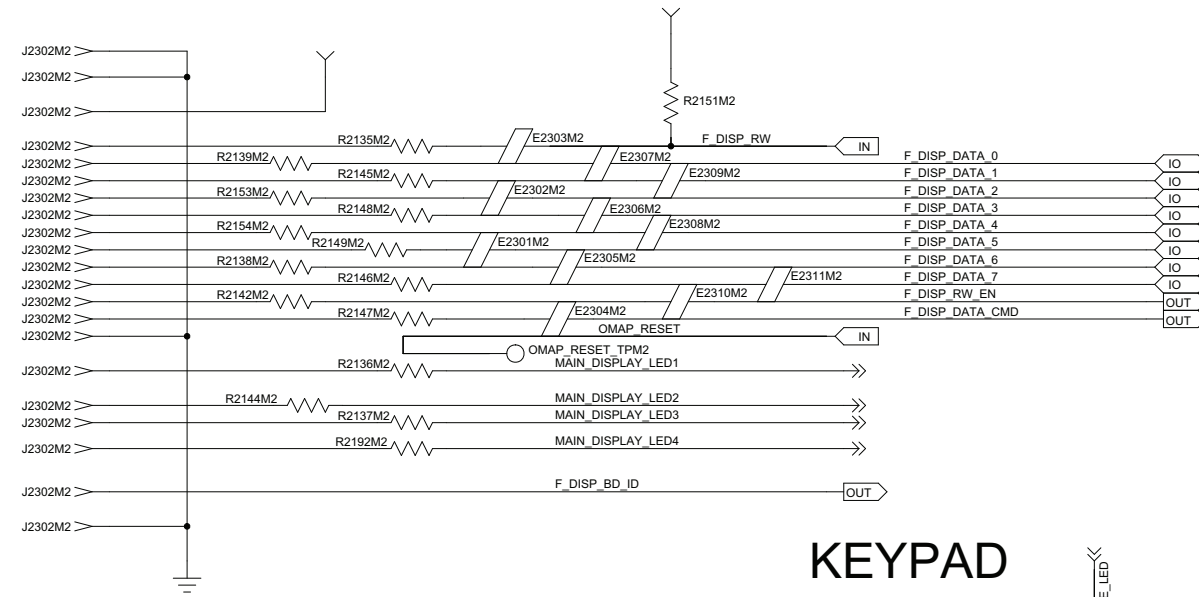 J2302M2
J2302M2
J2302M2
R2151M2
J2302M2 R2135M2 E2303M2 F_DISP_RW IN
J2302M2 R2139M2 E2307M2 F_DISP_DATA_0 IO
J2302M2 R2145M2 E2309M2 F_DISP_DATA_1 IO
J2302M2 R2153M2 E2302M2 F_DISP_DATA_2 IO
J2302M2 R2148M2 E2306M2 F_DISP_DATA_3 IO
J2302M2 R2154M2 E2308M2 F_DISP_DATA_4 IO
J2302M2 R2149M2 E2301M2 F_DISP_DATA_5 IO
J2302M2 R2138M2 E2305M2 F_DISP_DATA_6 IO
J2302M2 R2146M2 E2311M2 F_DISP_DATA_7 IO
J2302M2 R2142M2 E2310M2 F_DISP_RW_EN OUT
J2302M2 R2147M2 E2304M2 F_DISP_DATA_CMD OUT
J2302M2 OMAP_RESET IN
OMAP_RESET_TPM2
J2302M2 R2136M2 MAIN_DISPLAY_LED1
J2302M2 R2144M2 MAIN_DISPLAY_LED2
J2302M2 R2137M2 MAIN_DISPLAY_LED3
J2302M2 R2192M2 MAIN_DISPLAY_LED4
J2302M2 F_DISP_BD_ID OUT
J2302M2
KEYPAD
E_LED